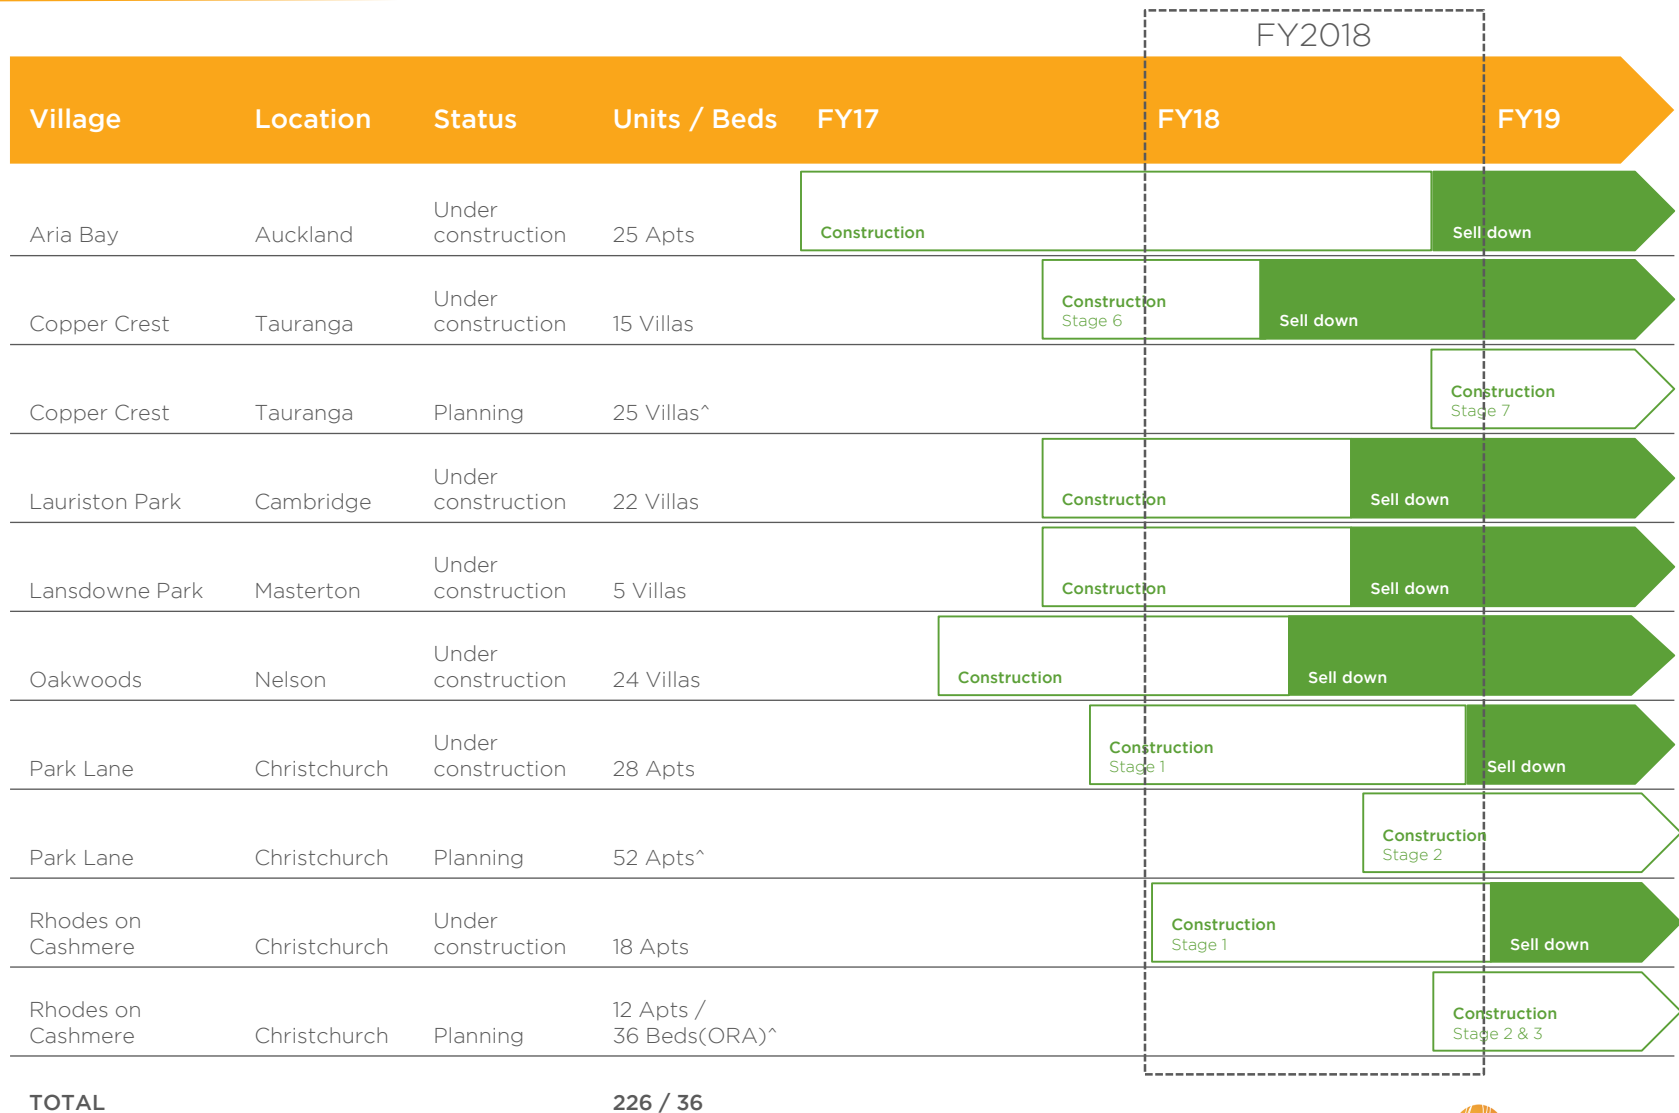 FY2018
Village Location Status Units / Beds FY17 FY18 FY19
Under
Aria Bay Auckland construction 25 Apts Construction Sell down
Under
Construction
Copper Crest Tauranga construction 15 Villas Stage 6 Sell down
Construction
Copper Crest Tauranga Planning 25 Villas^ Stage 7
Under
Lauriston Park Cambridge construction 22 Villas Construction Sell down
Under
Lansdowne Park Masterton construction 5 Villas Construction Sell down
Under
Oakwoods Nelson construction 24 Villas Construction Sell down
Under
Construction
Park Lane Christchurch construction 28 Apts Stage 1 Sell down
Construction
Park Lane Christchurch Planning 52 Apts^ Stage 2
Rhodes on Under
Construction
Cashmere Christchurch construction 18 Apts Stage 1 Sell down
Rhodes on 12 Apts /
Construction
Cashmere Christchurch Planning 36 Beds(ORA)^ Stage 2 & 3
TOTAL 226 / 36